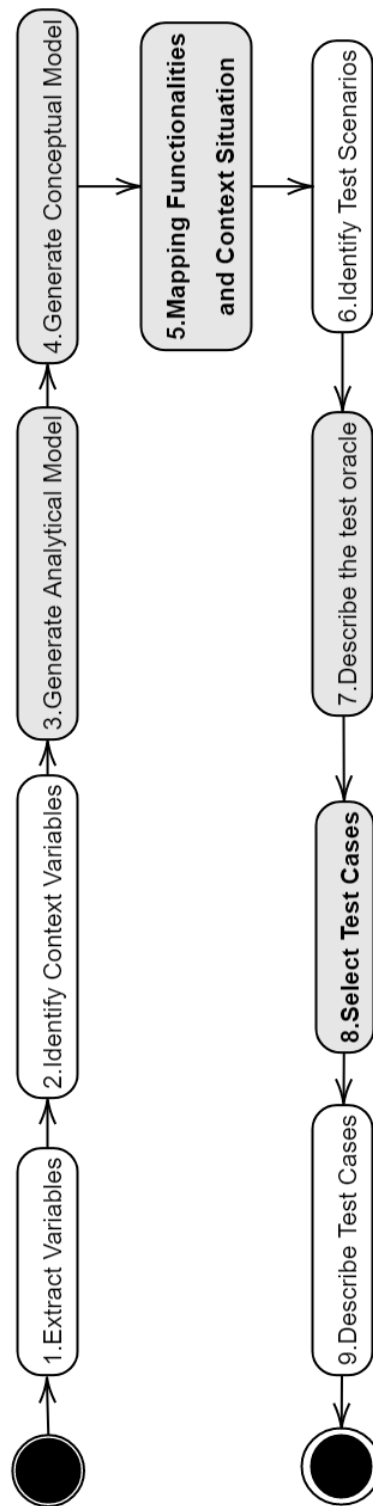 1.Extract Variables
2.Identify Context Variables
3.Generate Analytical Model
4.Generate Conceptual Model
5.Mapping Functionalities
and Context Situation
6.Identify Test Scenarios
7.Describe the test oracle
8.Select Test Cases
9.Describe Test Cases